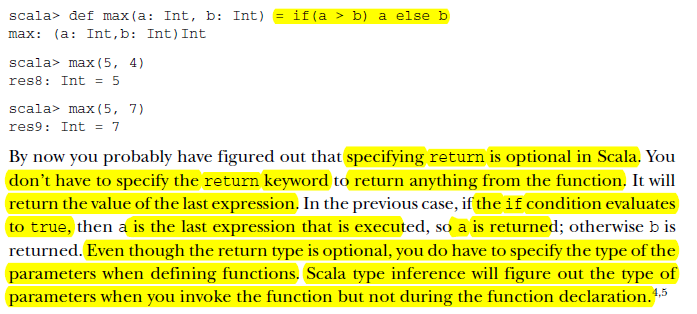 scala> def max(a: Int, b: Int) = if(a > b) a else b
max: (a: Int,b: Int)Int
scala> max(5, 4)
res8: Int = 5
scala> max(5, 7)
res9: Int = 7
By now you probably have figured out that specifying return is optional in Scala. You
don't have to specify the return keyword to return anything from the function. It will
return the value of the last expression. In the previous case, if the if condition evaluates
to true, then a is the last expression that is executed, so a is returned; otherwise b is
returned. Even though the return type is optional, you do have to specify the type of the
parameters when defining functions. Scala type inference will figure out the type of
parameters when you invoke the function but not during the function declaration.4,5